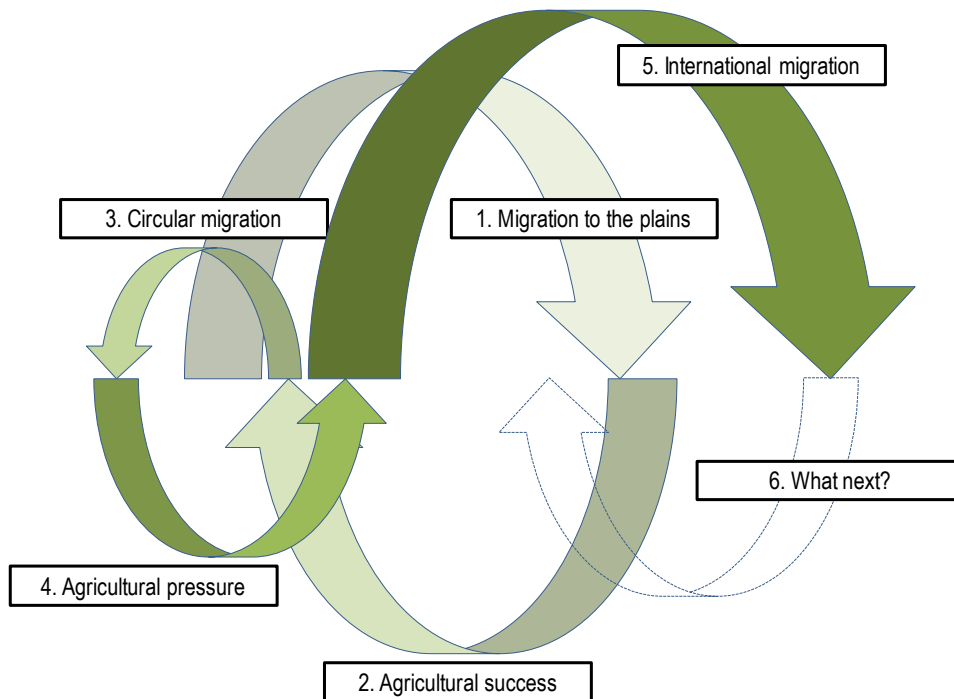 5. International migration
3. Circular migration
1. Migration to the plains
6. What next?
4. Agricultural pressure
2. Agricultural success